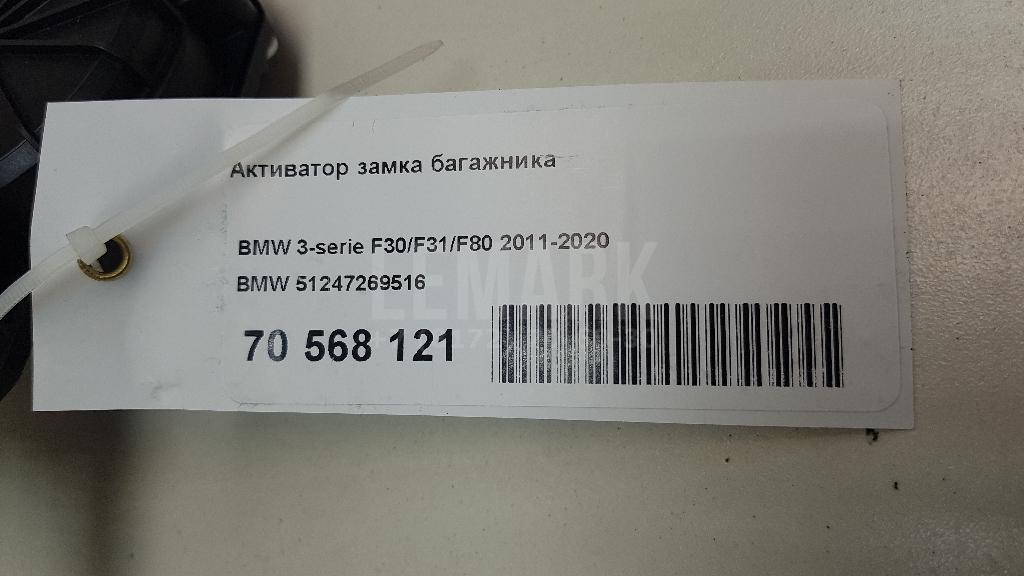 Активатор замка багажника
BMW 3-serie F30/F31/F80 2011-2020
BMW 51247269516
LEMARK
70 568 121